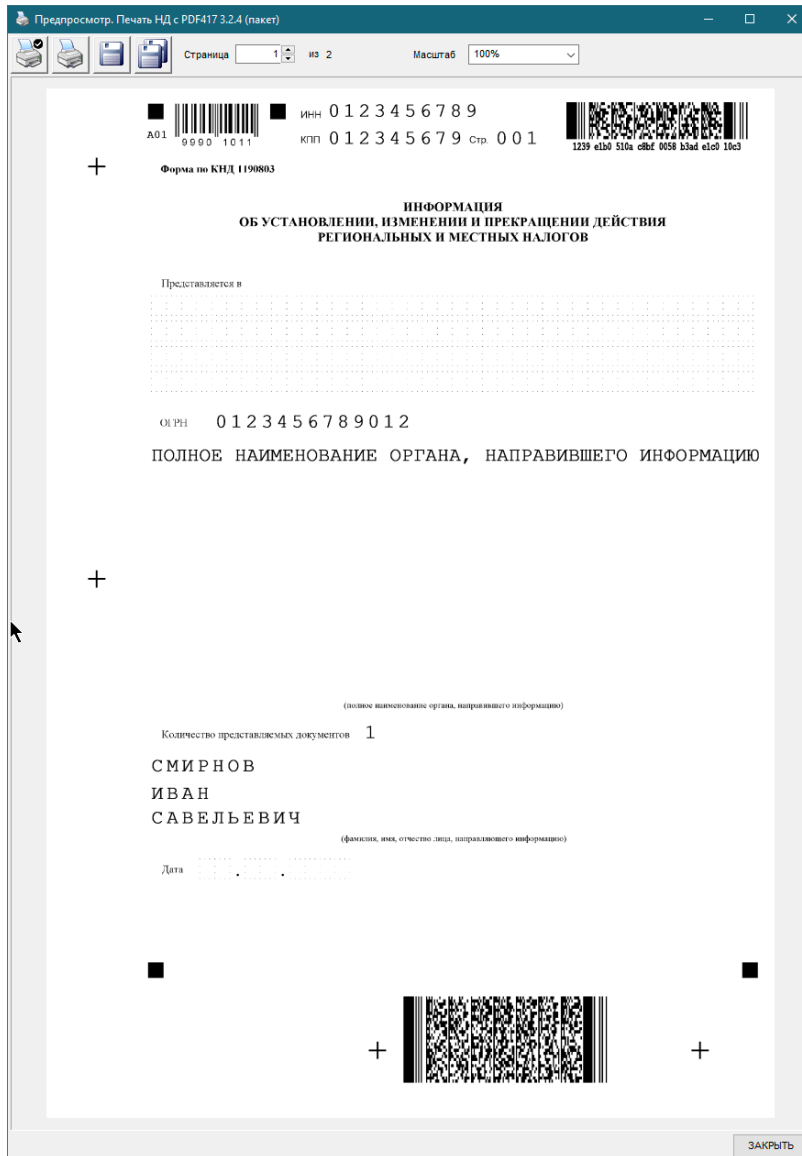 Предпросмотр. Печать НД с PDF417 3.2.4 (пакет)
Страница 1 из 2 Масштаб 100%
ИНН 0123456789
А01 9990 1011 КПП 012345679 Стр. 001
1239 e1b0 510a c8bf 0058 b3ad e1c0 10c3
Форма по КНД 1190803
ИНФОРМАЦИЯ
ОБ УСТАНОВЛЕНИИ, ИЗМЕНЕНИИ И ПРЕКРАЩЕНИИ ДЕЙСТВИЯ
РЕГИОНАЛЬНЫХ И МЕСТНЫХ НАЛОГОВ
Представляется в
ОГРН 0123456789012
ПОЛНОЕ НАИМЕНОВАНИЕ ОРГАНА, НАПРАВИВШЕГО ИНФОРМАЦИЮ
(полное наименование органа, направившего информацию)
Количество представляемых документов 1
СМИРНОВ
ИВАН
САВЕЛЬЕВИЧ
(фамилия, имя, отчество лица, направляющего информацию)
Дата . .
ЗАКРЫТЬ